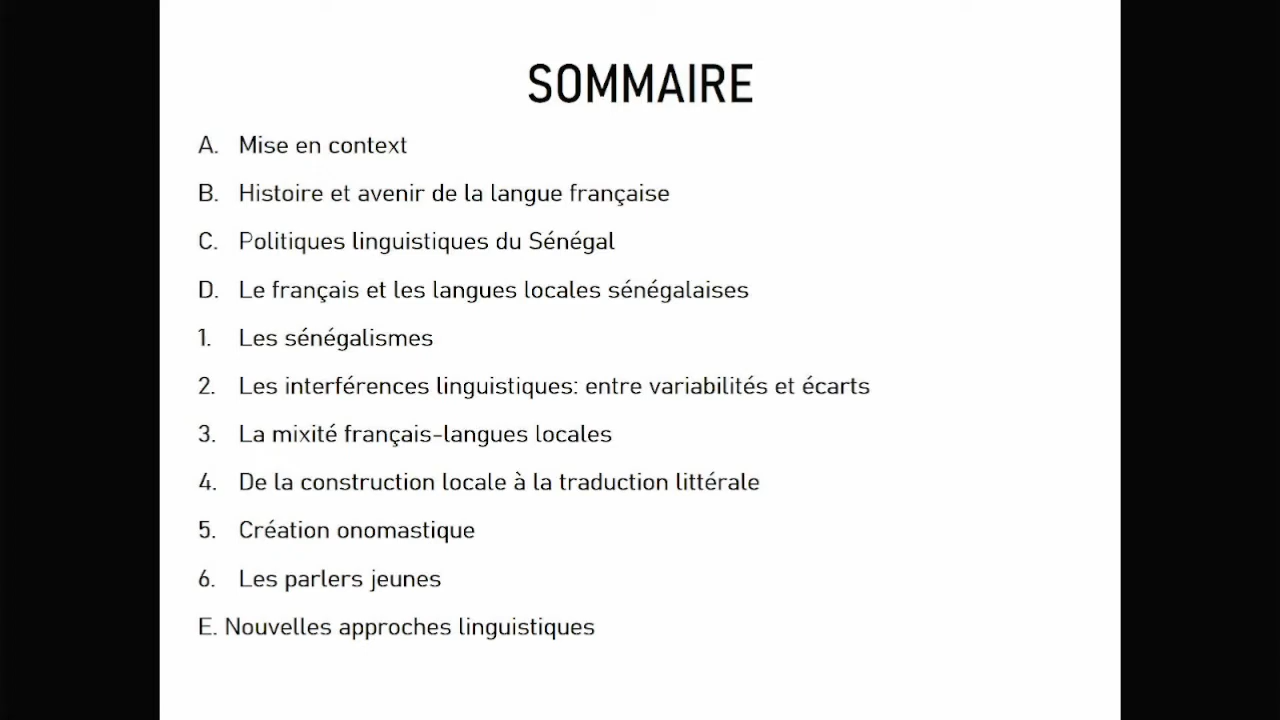 SOMMAIRE
A. Mise en context
B. Histoire et avenir de la langue française
C. Politiques linguistiques du Sénégal
D. Le français et les langues locales sénégalaises
1. Les sénégalismes
2. Les interférences linguistiques: entre variabilités et écarts
3. La mixité français-langues locales
4. De la construction locale à la traduction littérale
5. Création onomastique
6. Les parlers jeunes
E. Nouvelles approches linguistiques